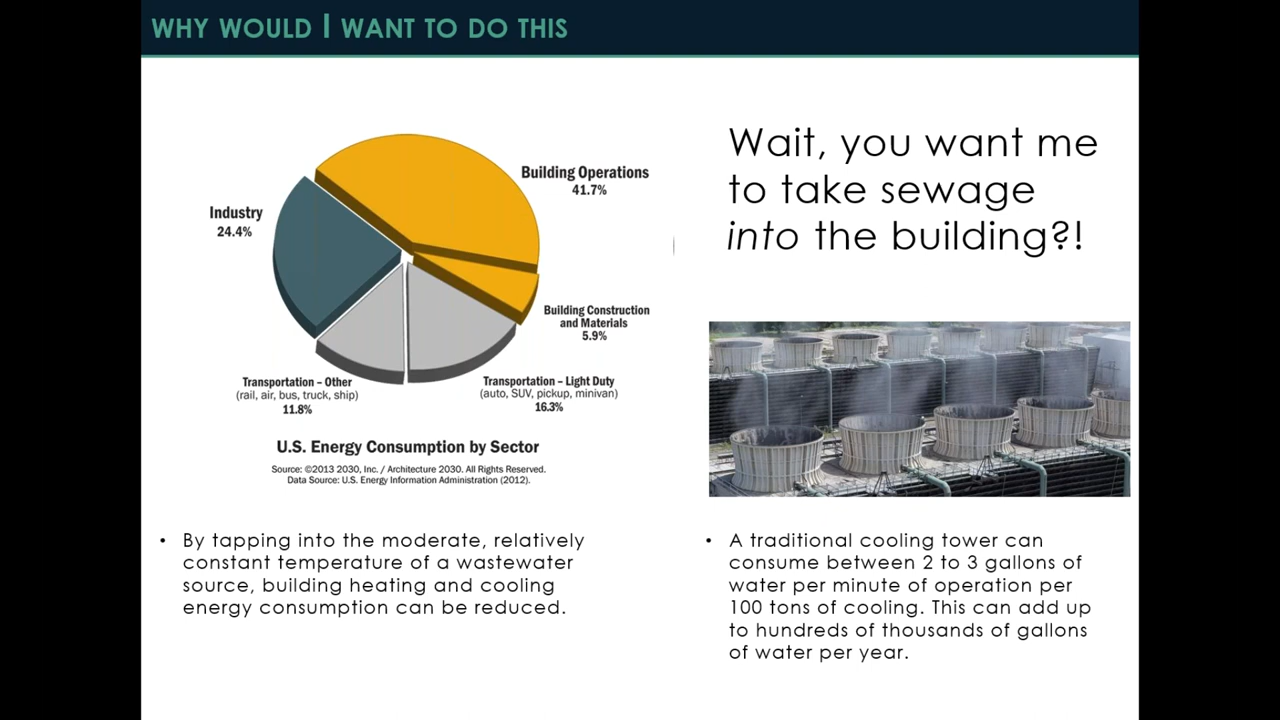 WHY WOULD I WANT TO DO THIS
Building Operations
41.7%
Industry
24.4%
Building Construction
and Materials
5.9%
Transportation – Other
(rail, air, bus, truck, ship)
11.8%
Transportation – Light Duty
(auto, SUV, pickup, minivan)
16.3%
U.S. Energy Consumption by Sector
Source: ©2013 2030, Inc. / Architecture 2030. All Rights Reserved.
Data Source: U.S. Energy Information Administration (2012).
• By tapping into the moderate, relatively
constant temperature of a wastewater
source, building heating and cooling
energy consumption can be reduced.
Wait, you want me
to take sewage
into the building?!
• A traditional cooling tower can
consume between 2 to 3 gallons of
water per minute of operation per
100 tons of cooling. This can add up
to hundreds of thousands of gallons
of water per year.